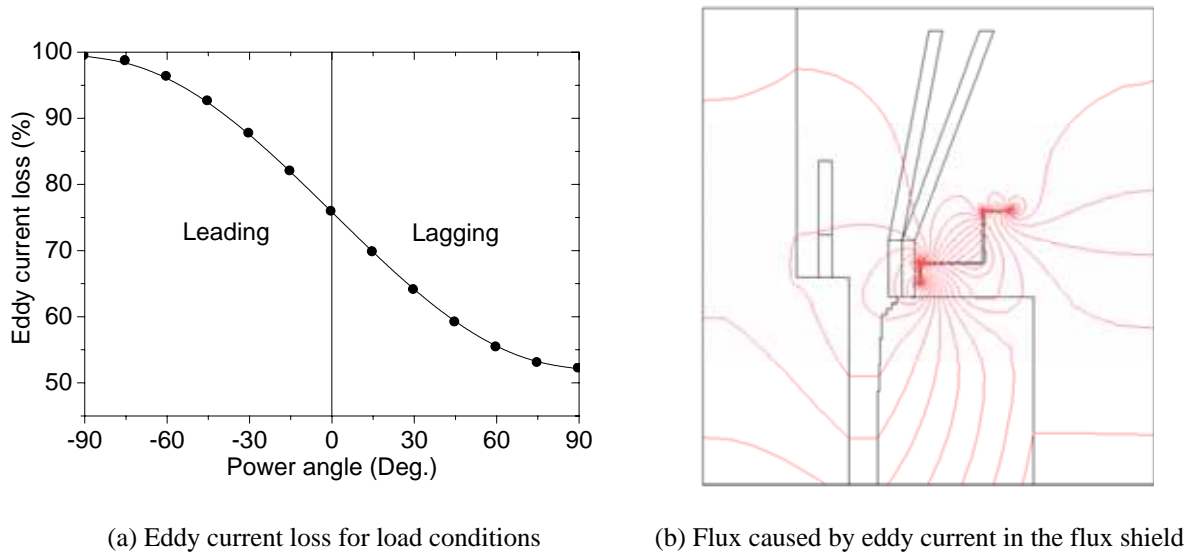 100
90
80
70
60
50
Eddy current loss (%)
Leading
Lagging
-90 -60 -30 0 30 60 90
Power angle (Deg.)
(a) Eddy current loss for load conditions
(b) Flux caused by eddy current in the flux shield